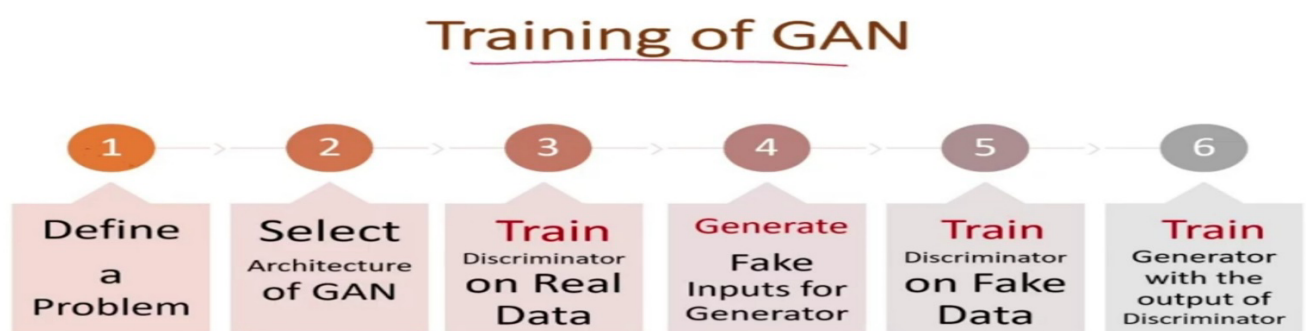 Training of GAN
1
2
3
4
5
6
Define
a
Problem
Select
Architecture
of GAN
Train
Discriminator
on Real
Data
Generate
Fake
Inputs for
Generator
Train
Discriminator
on Fake
Data
Train
Generator
with the
output of
Discriminator